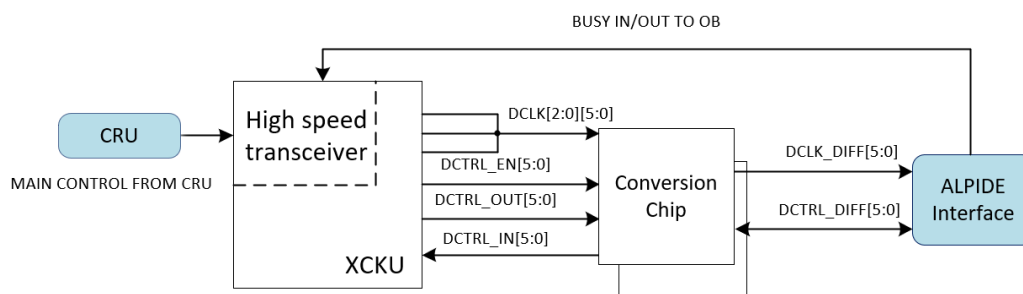 BUSY IN/OUT TO OB
High speed
transceiver
DCLK[2:0][5:0]
CRU
MAIN CONTROL FROM CRU
DCTRL_EN[5:0]
DCTRL_OUT[5:0]
DCTRL_IN[5:0]
XCKU
Conversion
Chip
DCLK_DIFF[5:0]
DCTRL_DIFF[5:0]
ALPIDE
Interface